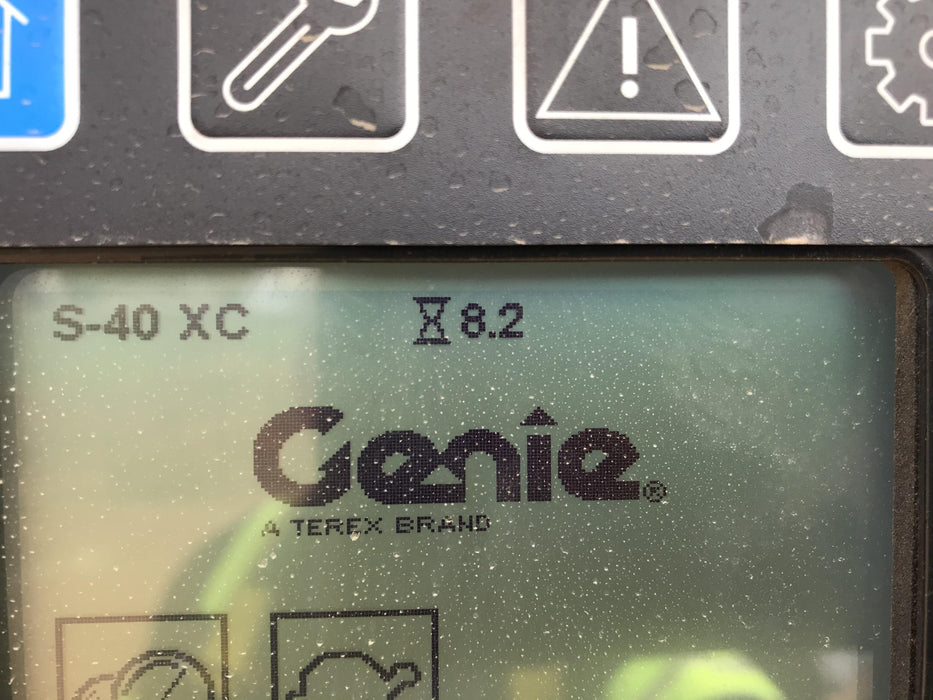 S-40 XC 8.2
Genie®
A TEREX BRAND